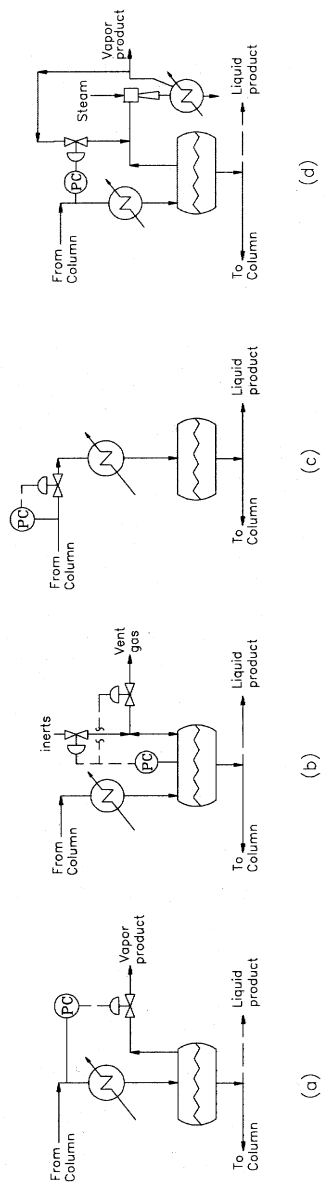 From
Column
PC
Vapor
product
To
Column
Liquid
product
(a)
From
Column
inerts
PC
Vent
gas
To
Column
Liquid
product
(b)
From
Column
PC
To
Column
Liquid
product
(c)
From
Column
PC
Steam
Vapor
product
To
Column
Liquid
product
(d)